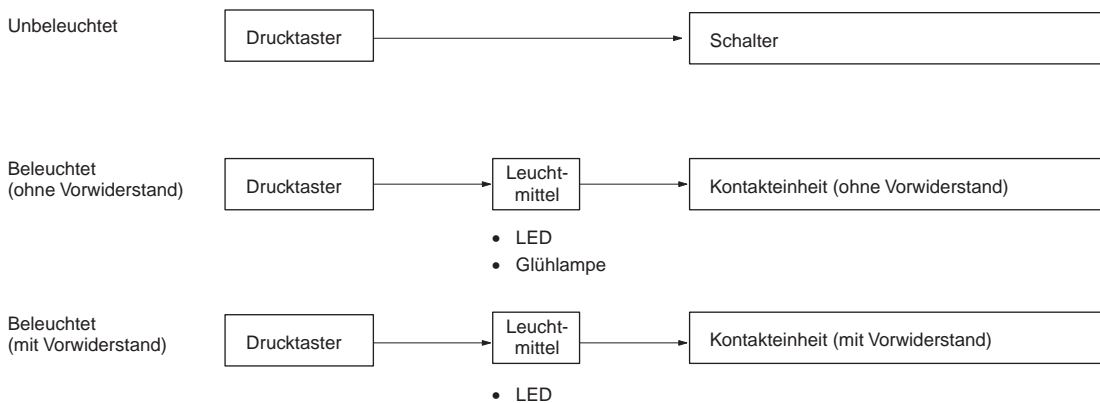 Unbeleuchtet
Drucktaster
Schalter
Beleuchtet
(ohne Vorwiderstand)
Drucktaster
Leucht-
mittel
Kontakteinheit (ohne Vorwiderstand)
• LED
• Glühlampe
Beleuchtet
(mit Vorwiderstand)
Drucktaster
Leucht-
mittel
Kontakteinheit (mit Vorwiderstand)
• LED